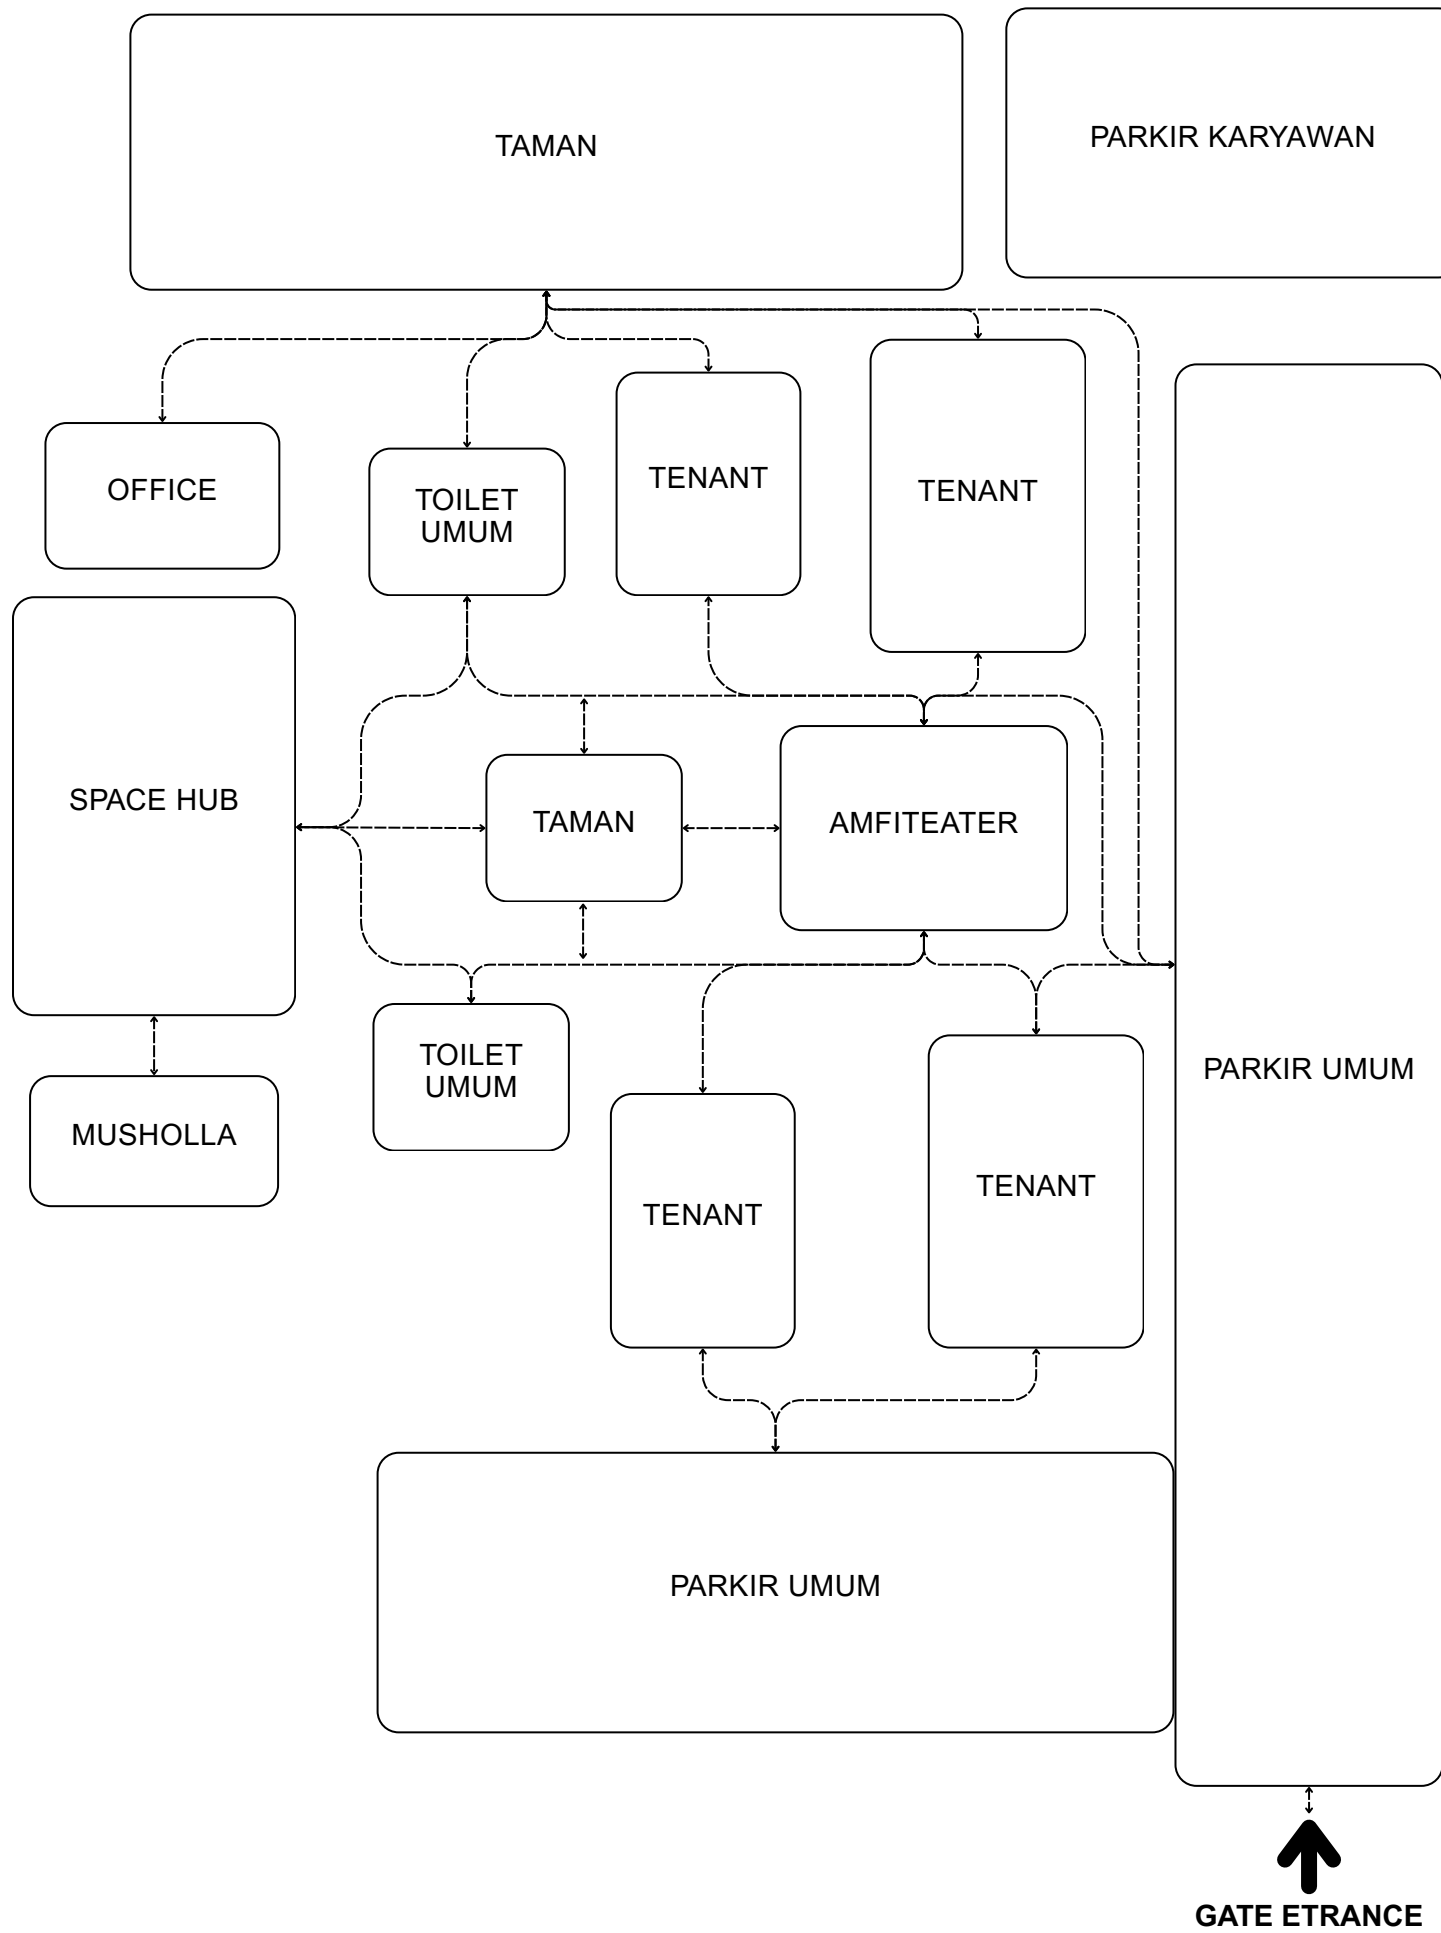 TAMAN
PARKIR KARYAWAN
OFFICE
TOILET
UMUM
TENANT
TENANT
SPACE HUB
TAMAN
AMFITEATER
TOILET
UMUM
MUSHOLLA
TENANT
TENANT
PARKIR UMUM
PARKIR UMUM
GATE ETRANCE